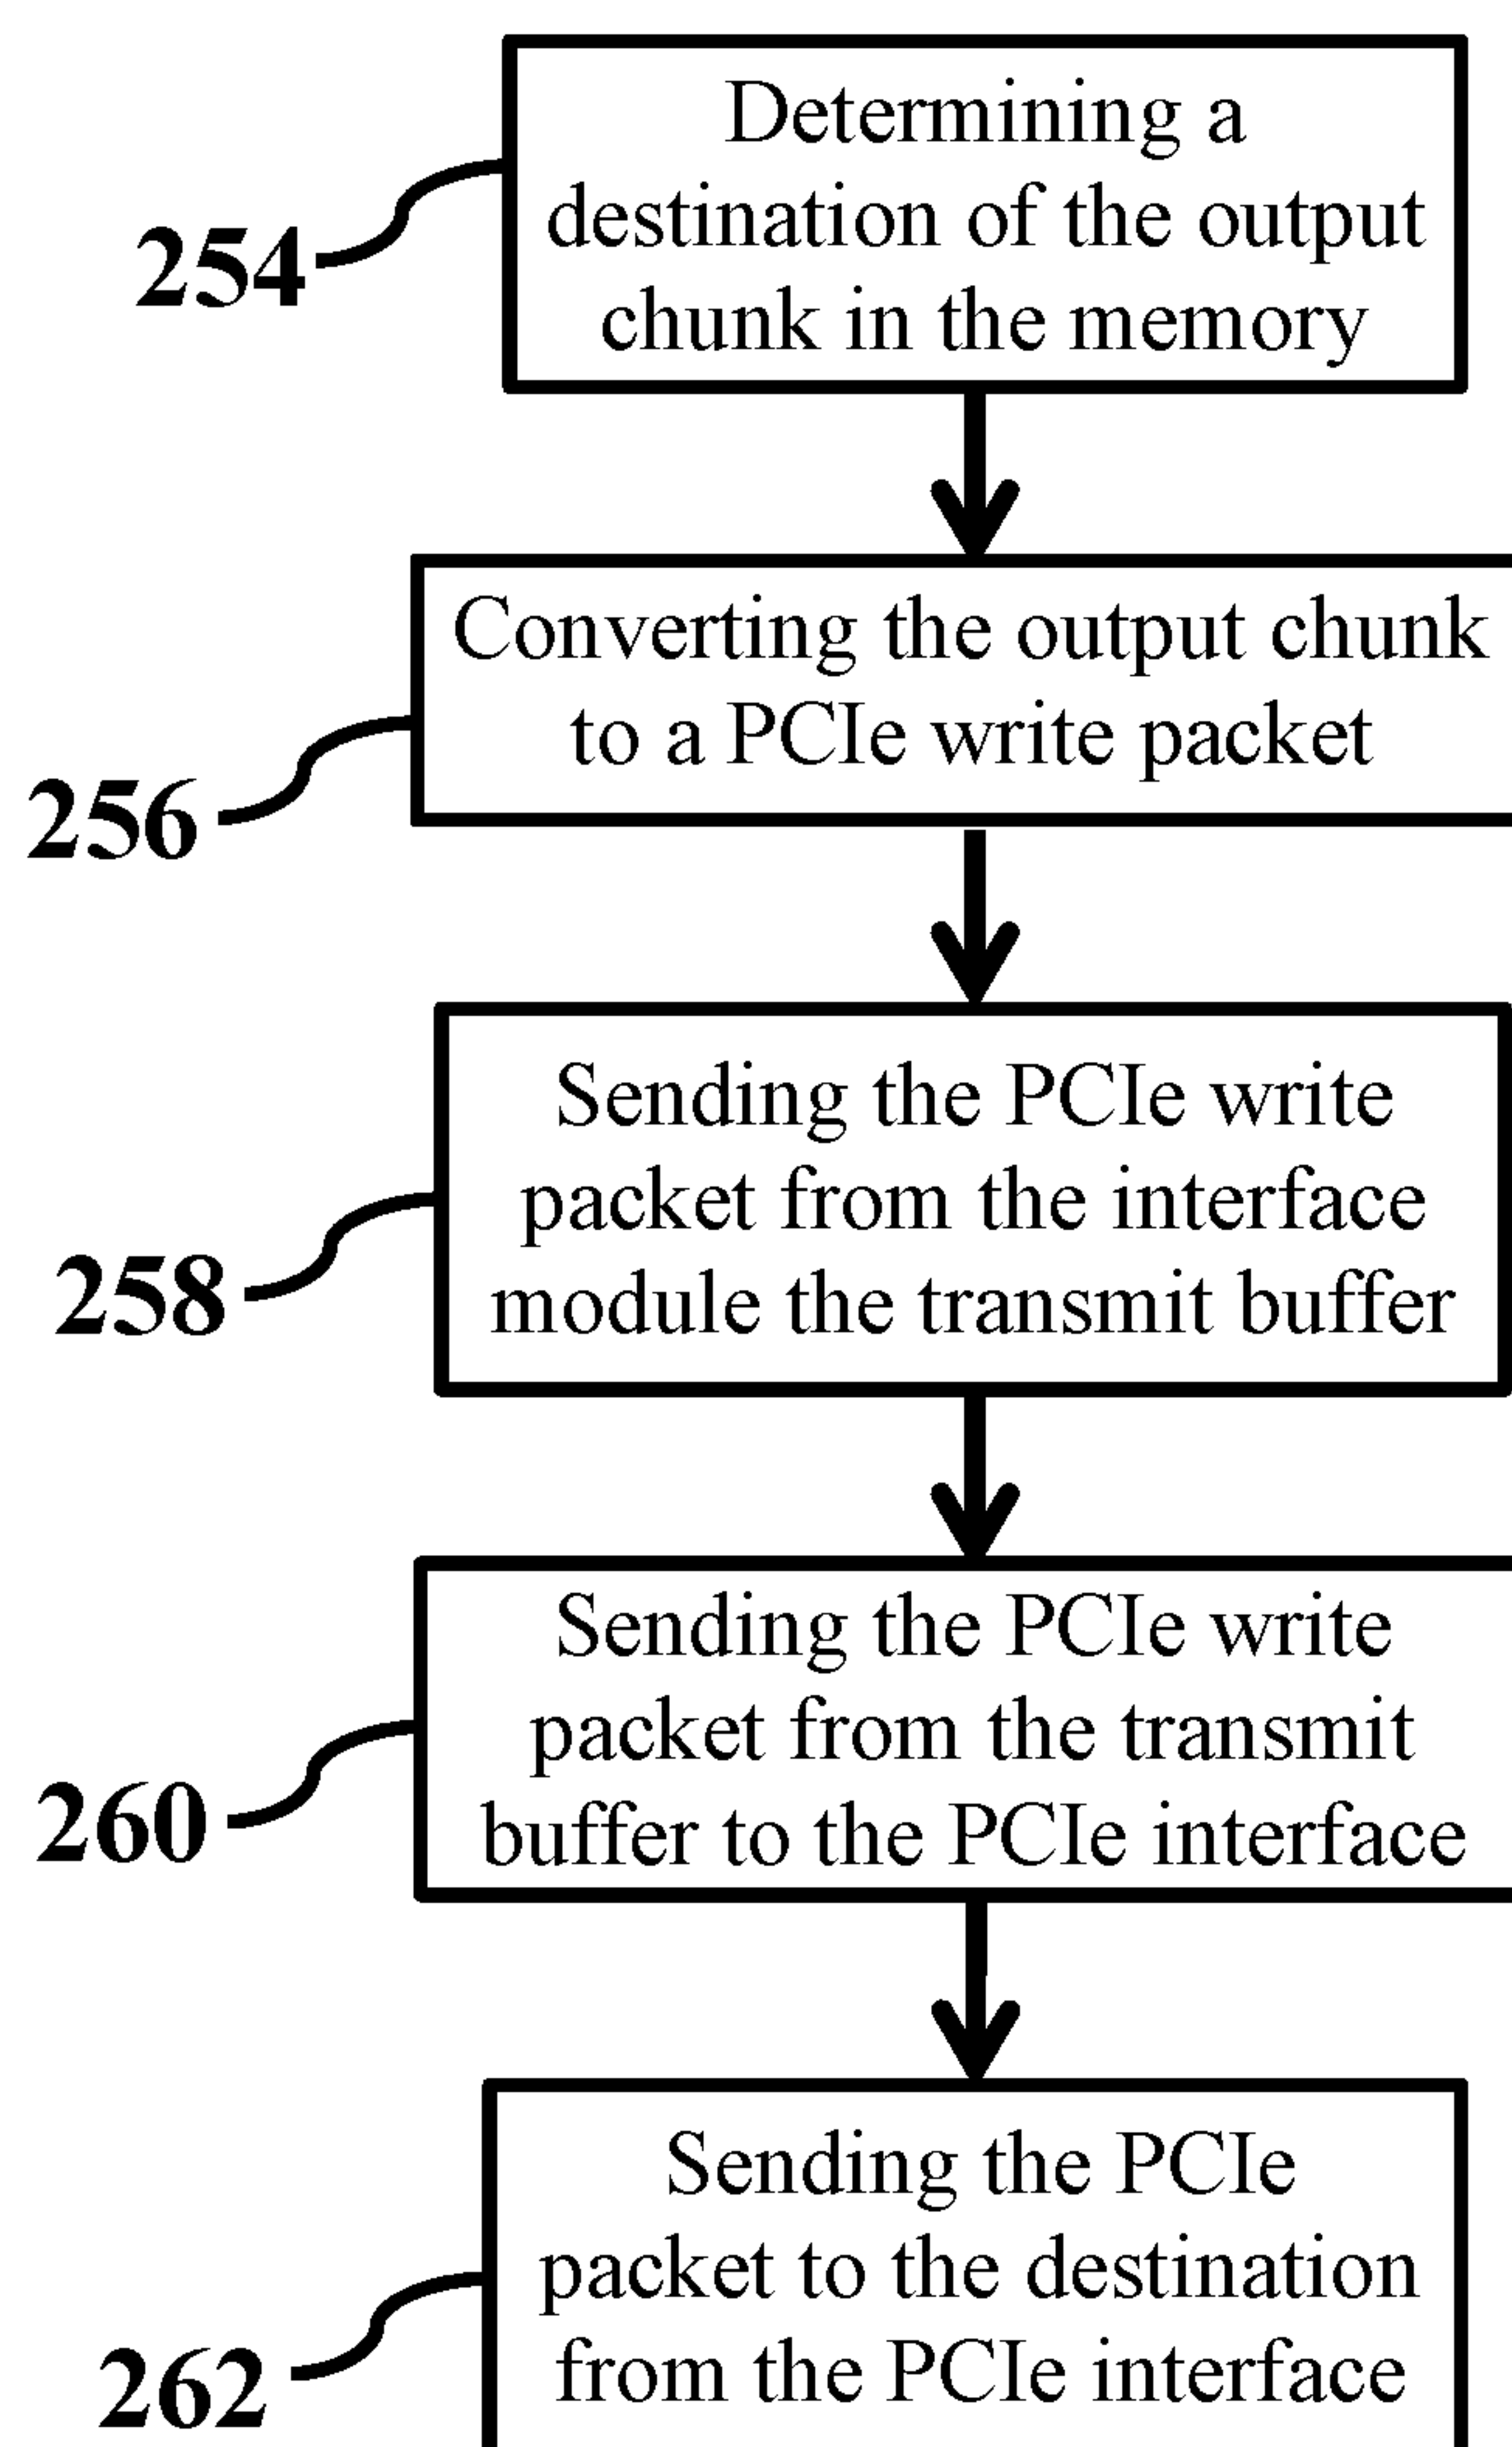 Determining a
destination of the output
chunk in the memory
254
Converting the output chunk
to a PCIe write packet
256
Sending the PCIe write
packet from the interface
module the transmit buffer
258
Sending the PCIe write
packet from the transmit
buffer to the PCIe interface
260
Sending the PCIe
packet to the destination
from the PCIe interface
262